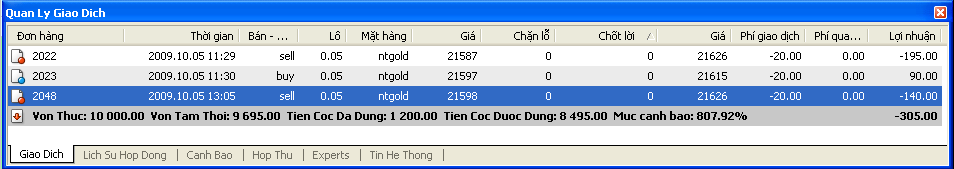 Quan Ly Giao Dich
Đơn hàng Thời gian Bán - ... Lô Mặt hàng Giá Chặn lỗ Chốt lời / Giá Phí giao dịch Phí qua... Lợi nhuận
2022 2009.10.05 11:29 sell 0.05 ntgold 21587 0 0 21626 -20.00 0.00 -195.00
2023 2009.10.05 11:30 buy 0.05 ntgold 21597 0 0 21615 -20.00 0.00 90.00
2048 2009.10.05 13:05 sell 0.05 ntgold 21598 0 0 21626 -20.00 0.00 -140.00
Von Thuc: 10 000.00 Von Tam Thoi: 9 695.00 Tien Coc Da Dung: 1 200.00 Tien Coc Duoc Dung: 8 495.00 Muc canh bao: 807.92% -305.00
Giao Dich | Lich Su Hop Dong | Canh Bao | Hop Thu | Experts | Tin He Thong |